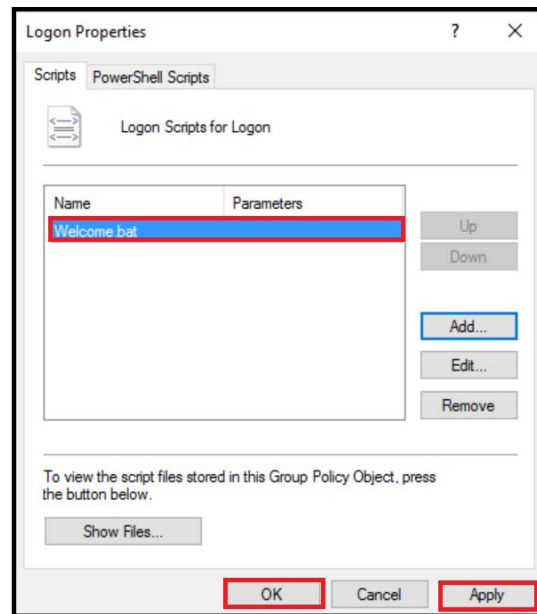 Logon Properties ? ×
Scripts PowerShell Scripts
Logon Scripts for Logon
Name Parameters
Welcome.bat
Up
Down
Add...
Edit...
Remove
To view the script files stored in this Group Policy Object, press
the button below.
Show Files...
OK Cancel Apply